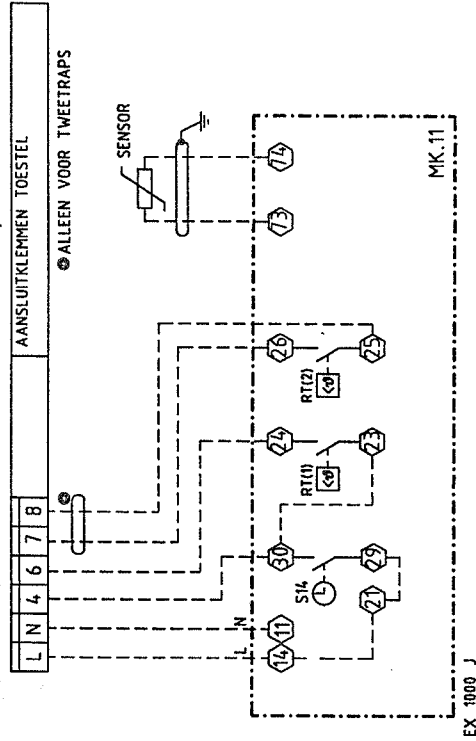 AANSLUITKLEMMEN TOESTEL
L N 4 6 7 8
ALLEEN VOOR TWEETRAPS
SENSOR
L N
14 11 30 24 26 73 74
S14 RT(1) RT(2)
21 29 23 25
MK.11
EX 1000 J